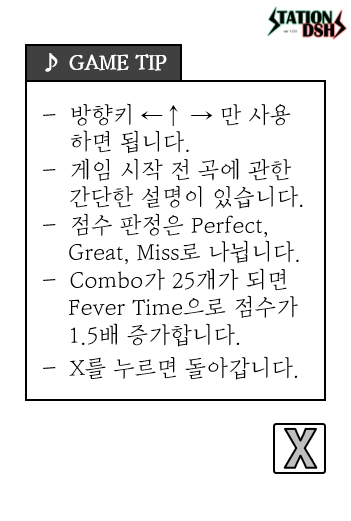 STATION
DSH
ver 1.00
GAME TIP
- 방향키 ←↑ → 만 사용
하면 됩니다.
- 게임 시작 전 곡에 관한
간단한 설명이 있습니다.
- 점수 판정은 Perfect,
Great, Miss로 나뉩니다.
- Combo가 25개가 되면
Fever Time으로 점수가
1.5배 증가합니다.
- X를 누르면 돌아갑니다.
X